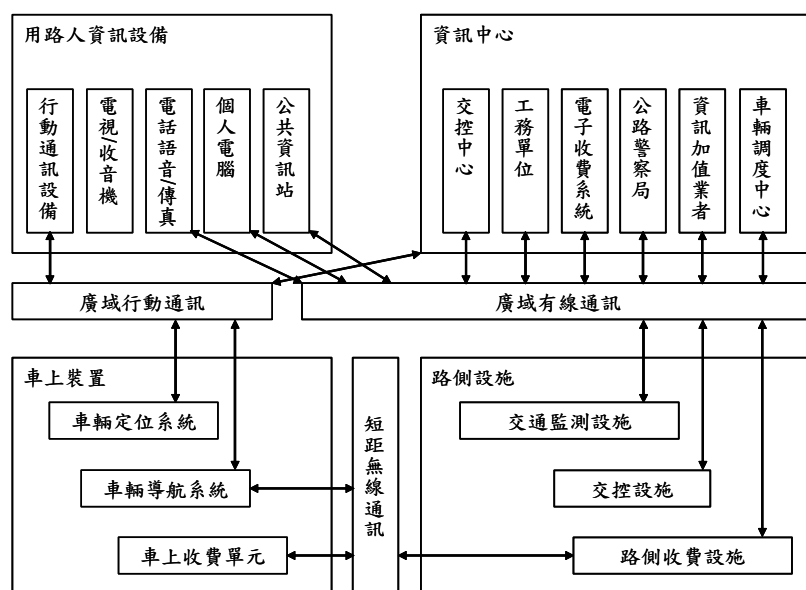 用路人資訊設備
行動通訊設備
電視/收音機
電話語音/傳真
個人電腦
公共資訊站
資訊中心
交控中心
工務單位
電子收費系統
公路警察局
資訊加值業者
車輛調度中心
廣域行動通訊
廣域有線通訊
車上裝置
車輛定位系統
車輛導航系統
車上收費單元
短距無線通訊
路側設施
交通監測設施
交控設施
路側收費設施